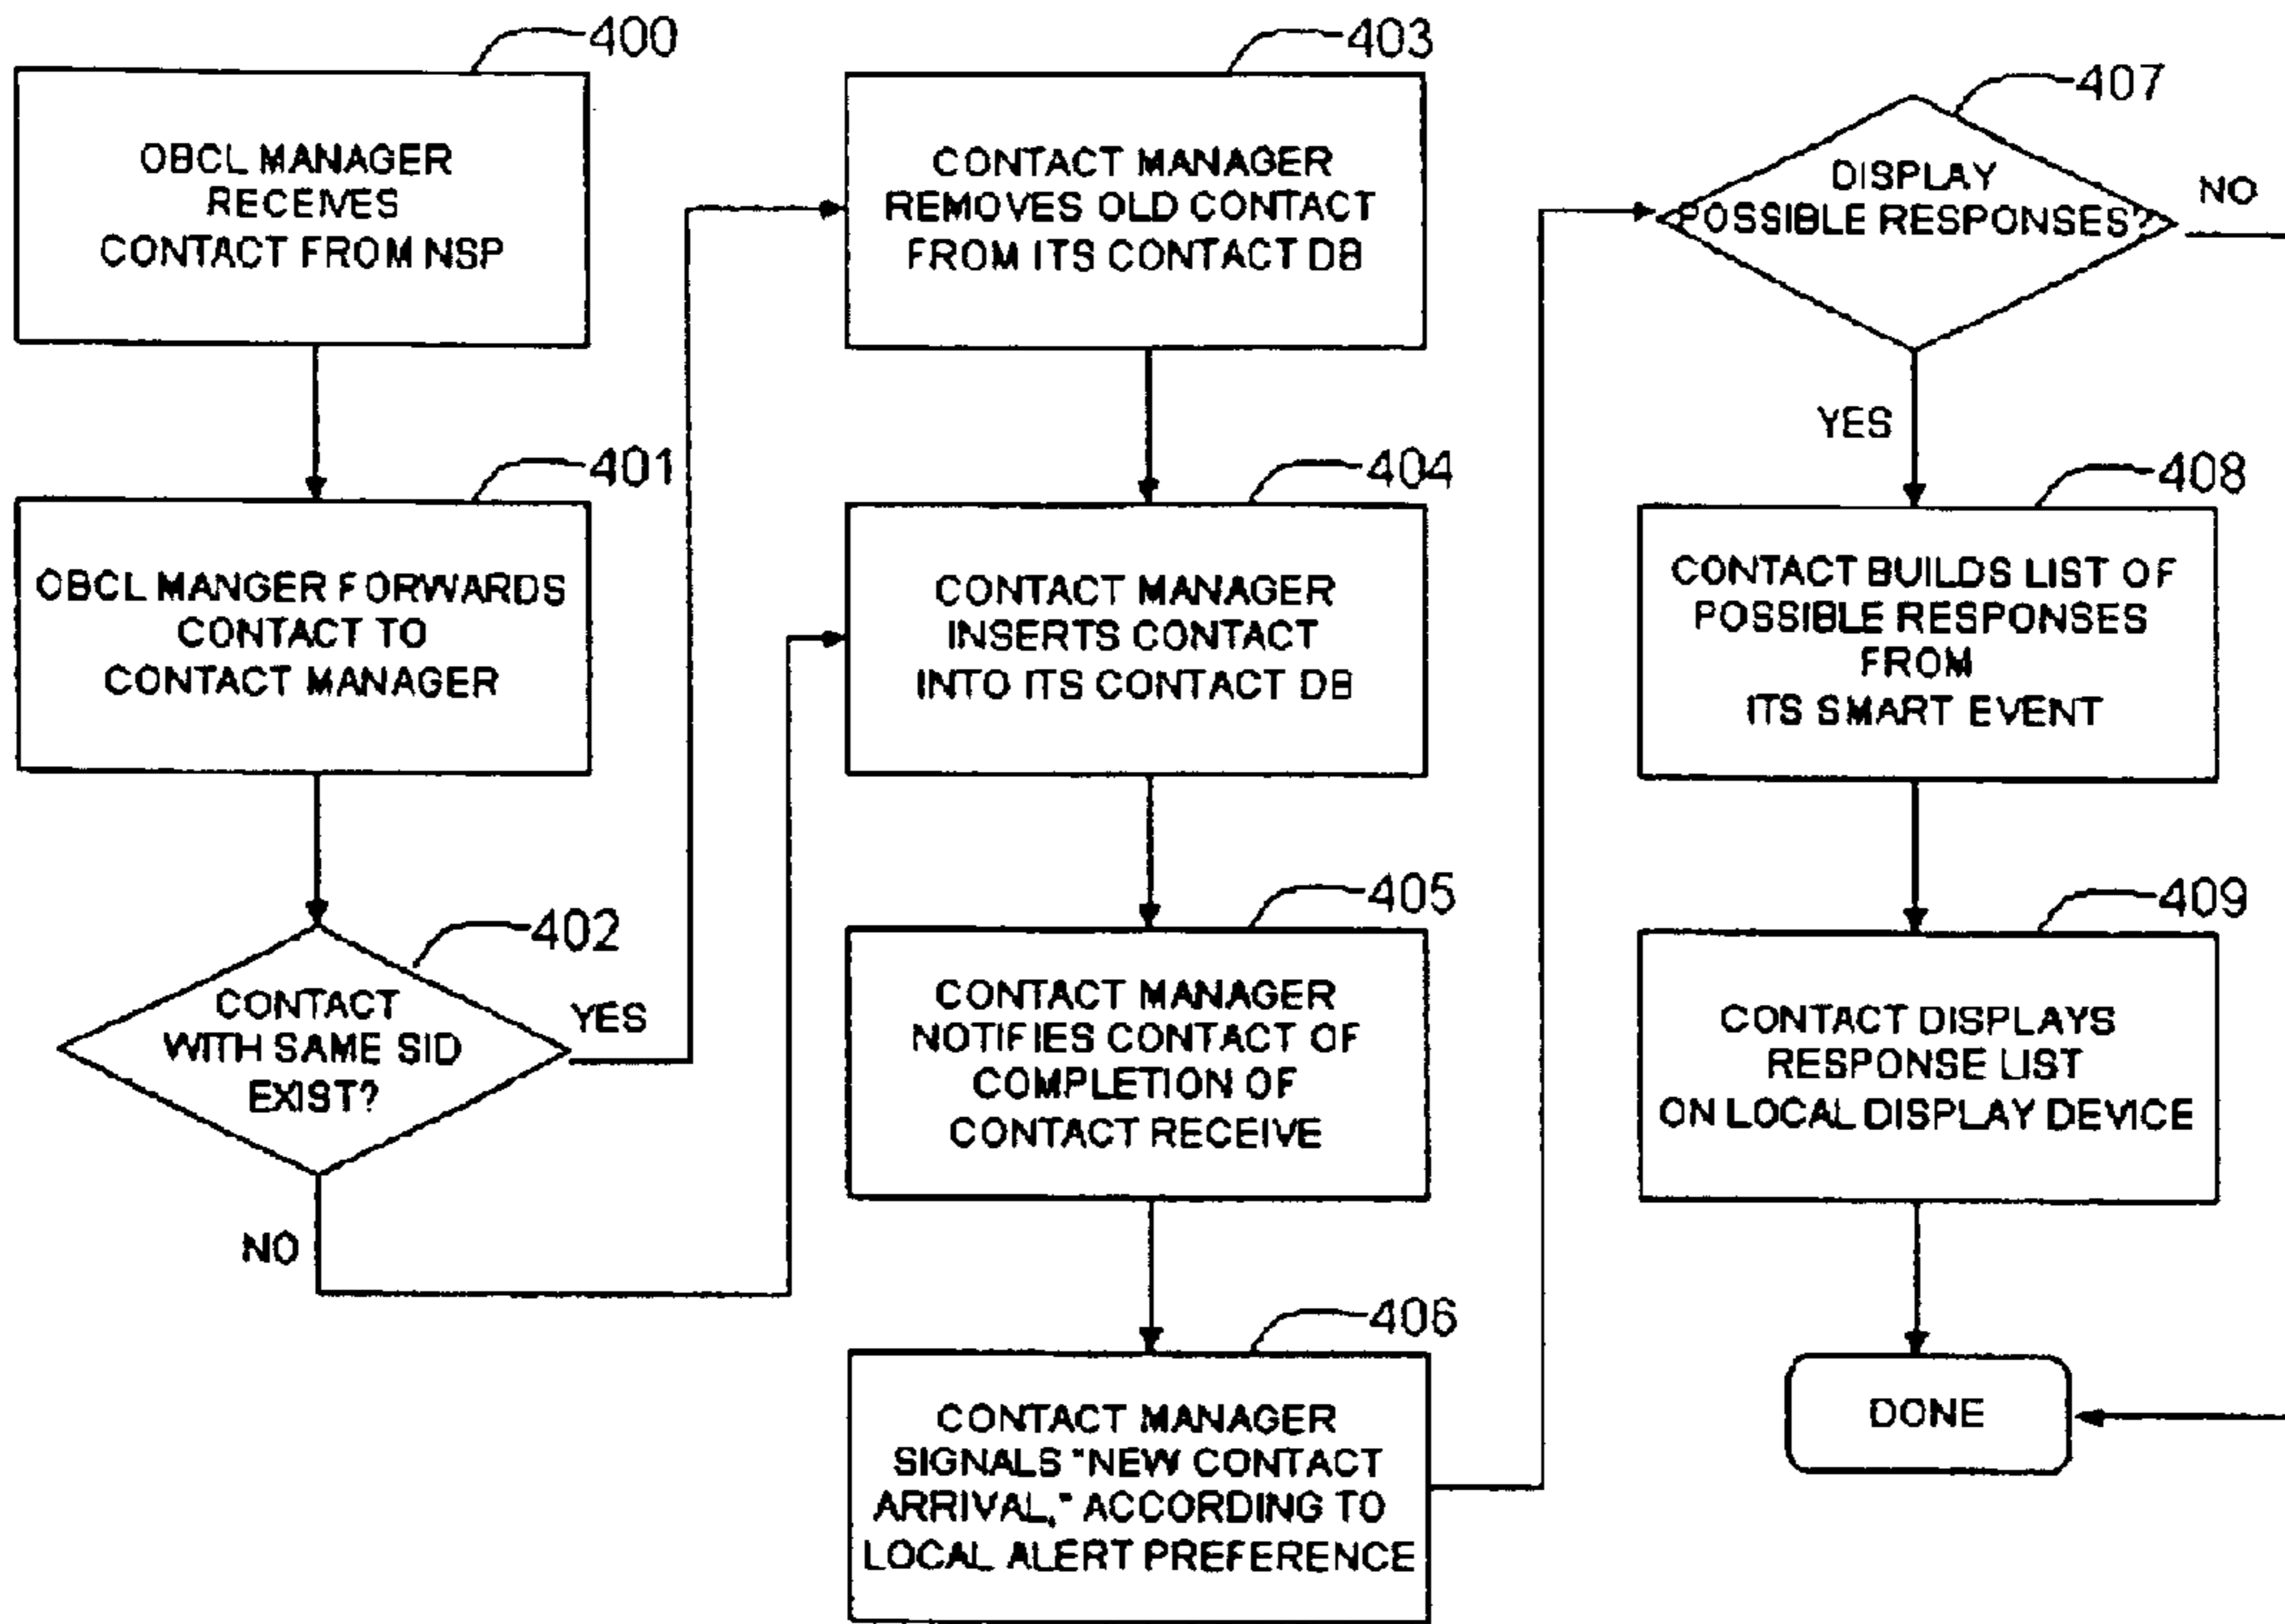 400
OBCL MANAGER
RECEIVES
CONTACT FROM NSP
401
OBCL MANGER FORWARDS
CONTACT TO
CONTACT MANAGER
402
CONTACT
WITH SAME SID
EXIST?
YES
NO
403
CONTACT MANAGER
REMOVES OLD CONTACT
FROM ITS CONTACT DB
404
CONTACT MANAGER
INSERTS CONTACT
INTO ITS CONTACT DB
405
CONTACT MANAGER
NOTIFIES CONTACT OF
COMPLETION OF
CONTACT RECEIVE
406
CONTACT MANAGER
SIGNALS "NEW CONTACT
ARRIVAL," ACCORDING TO
LOCAL ALERT PREFERENCE
407
DISPLAY
POSSIBLE RESPONSES?
NO
YES
408
CONTACT BUILDS LIST OF
POSSIBLE RESPONSES
FROM
ITS SMART EVENT
409
CONTACT DISPLAYS
RESPONSE LIST
ON LOCAL DISPLAY DEVICE
DONE